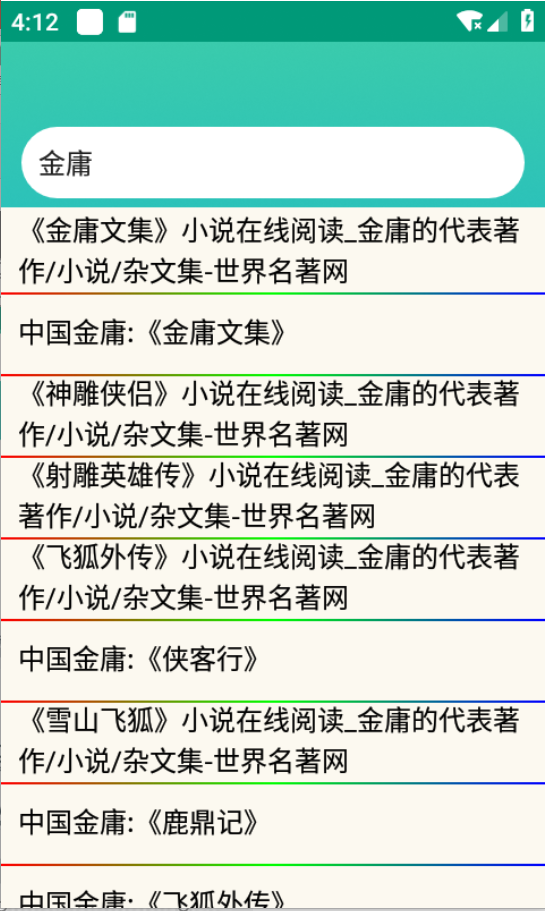 4:12
金庸
《金庸文集》小说在线阅读_金庸的代表著
作/小说/杂文集-世界名著网
中国金庸:《金庸文集》
《神雕侠侣》小说在线阅读_金庸的代表著
作/小说/杂文集-世界名著网
《射雕英雄传》小说在线阅读_金庸的代表
著作/小说/杂文集-世界名著网
《飞狐外传》小说在线阅读_金庸的代表著
作/小说/杂文集-世界名著网
中国金庸:《侠客行》
《雪山飞狐》小说在线阅读_金庸的代表著
作/小说/杂文集-世界名著网
中国金庸:《鹿鼎记》
中国金庸:《飞狐外传》